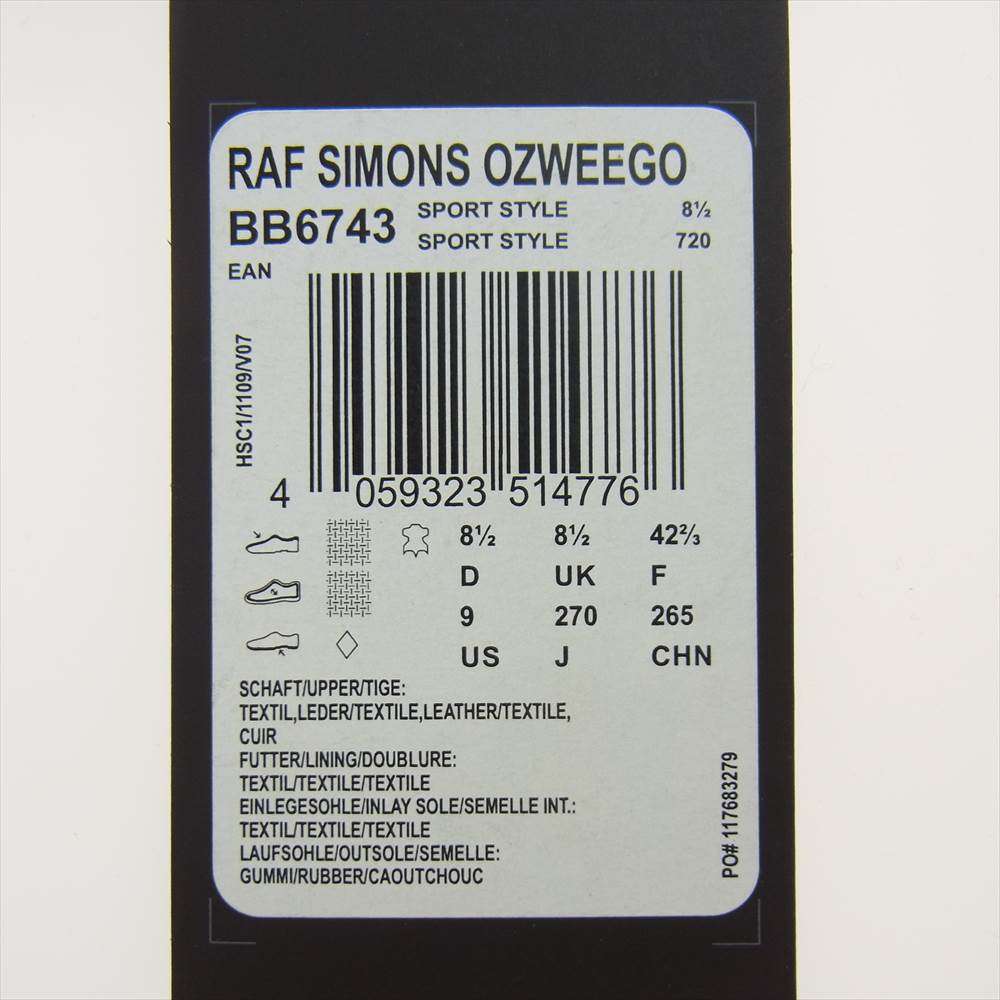 RAF SIMONS OZWEEGO
BB6743
SPORT STYLE 8½
SPORT STYLE 720
EAN
HSC1/1109/V07
4 059323 514776
8½ 8½ 42⅔
D UK F
9 270 265
US J CHN
SCHAFT/UPPER/TIGE:
TEXTIL,LEDER/TEXTILE,LEATHER/TEXTILE,
CUIR
FUTTER/LINING/DOUBLURE:
TEXTIL/TEXTILE/TEXTILE
EINLEGESOHLE/INLAY SOLE/SEMELLE INT.:
TEXTIL/TEXTILE/TEXTILE
LAUFSOHLE/OUTSOLE/SEMELLE:
GUMMI/RUBBER/CAOUTCHOUC
PO# 117683279